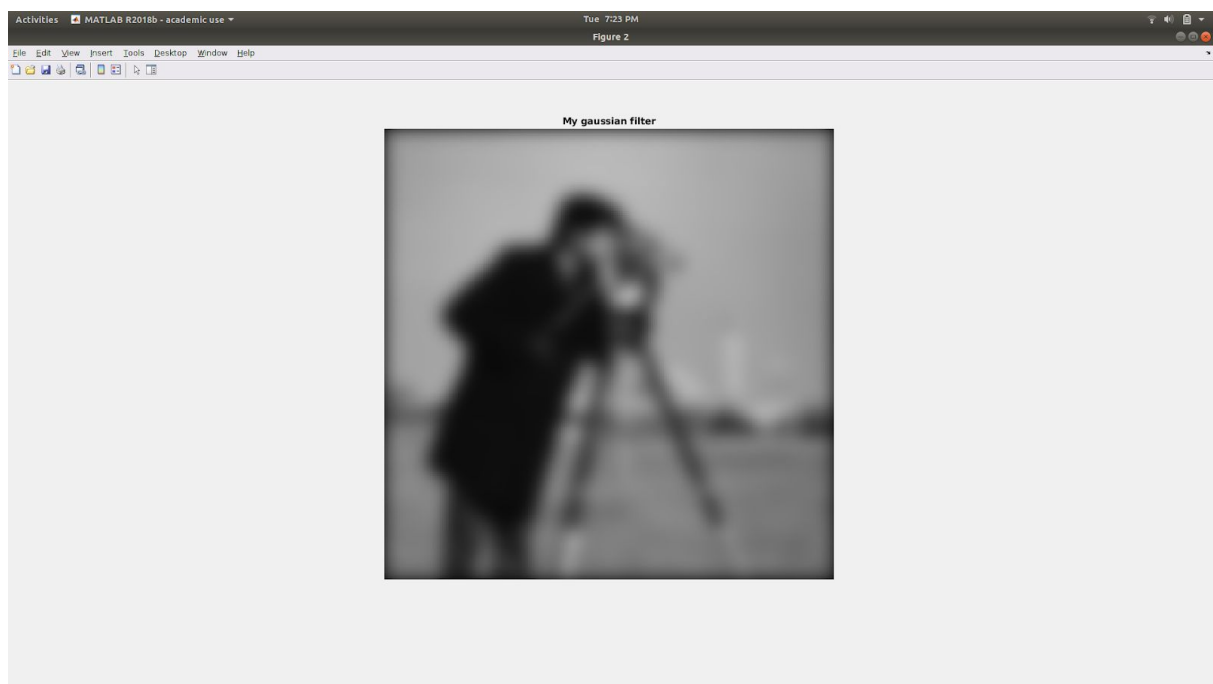 Activities MATLAB R2018b - academic use Tue 7:23 PM
Figure 2
File Edit View Insert Tools Desktop Window Help
My gaussian filter